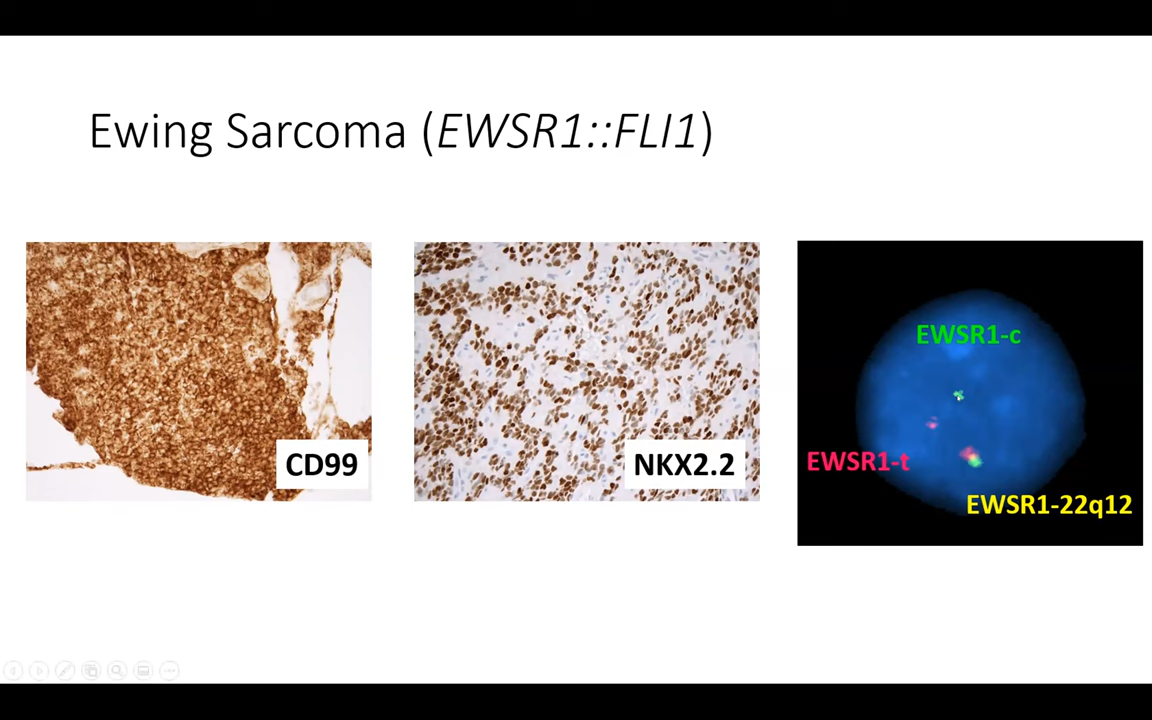 Ewing Sarcoma (EWSR1::FLI1)
CD99
NKX2.2
EWSR1-c
EWSR1-t
EWSR1-22q12